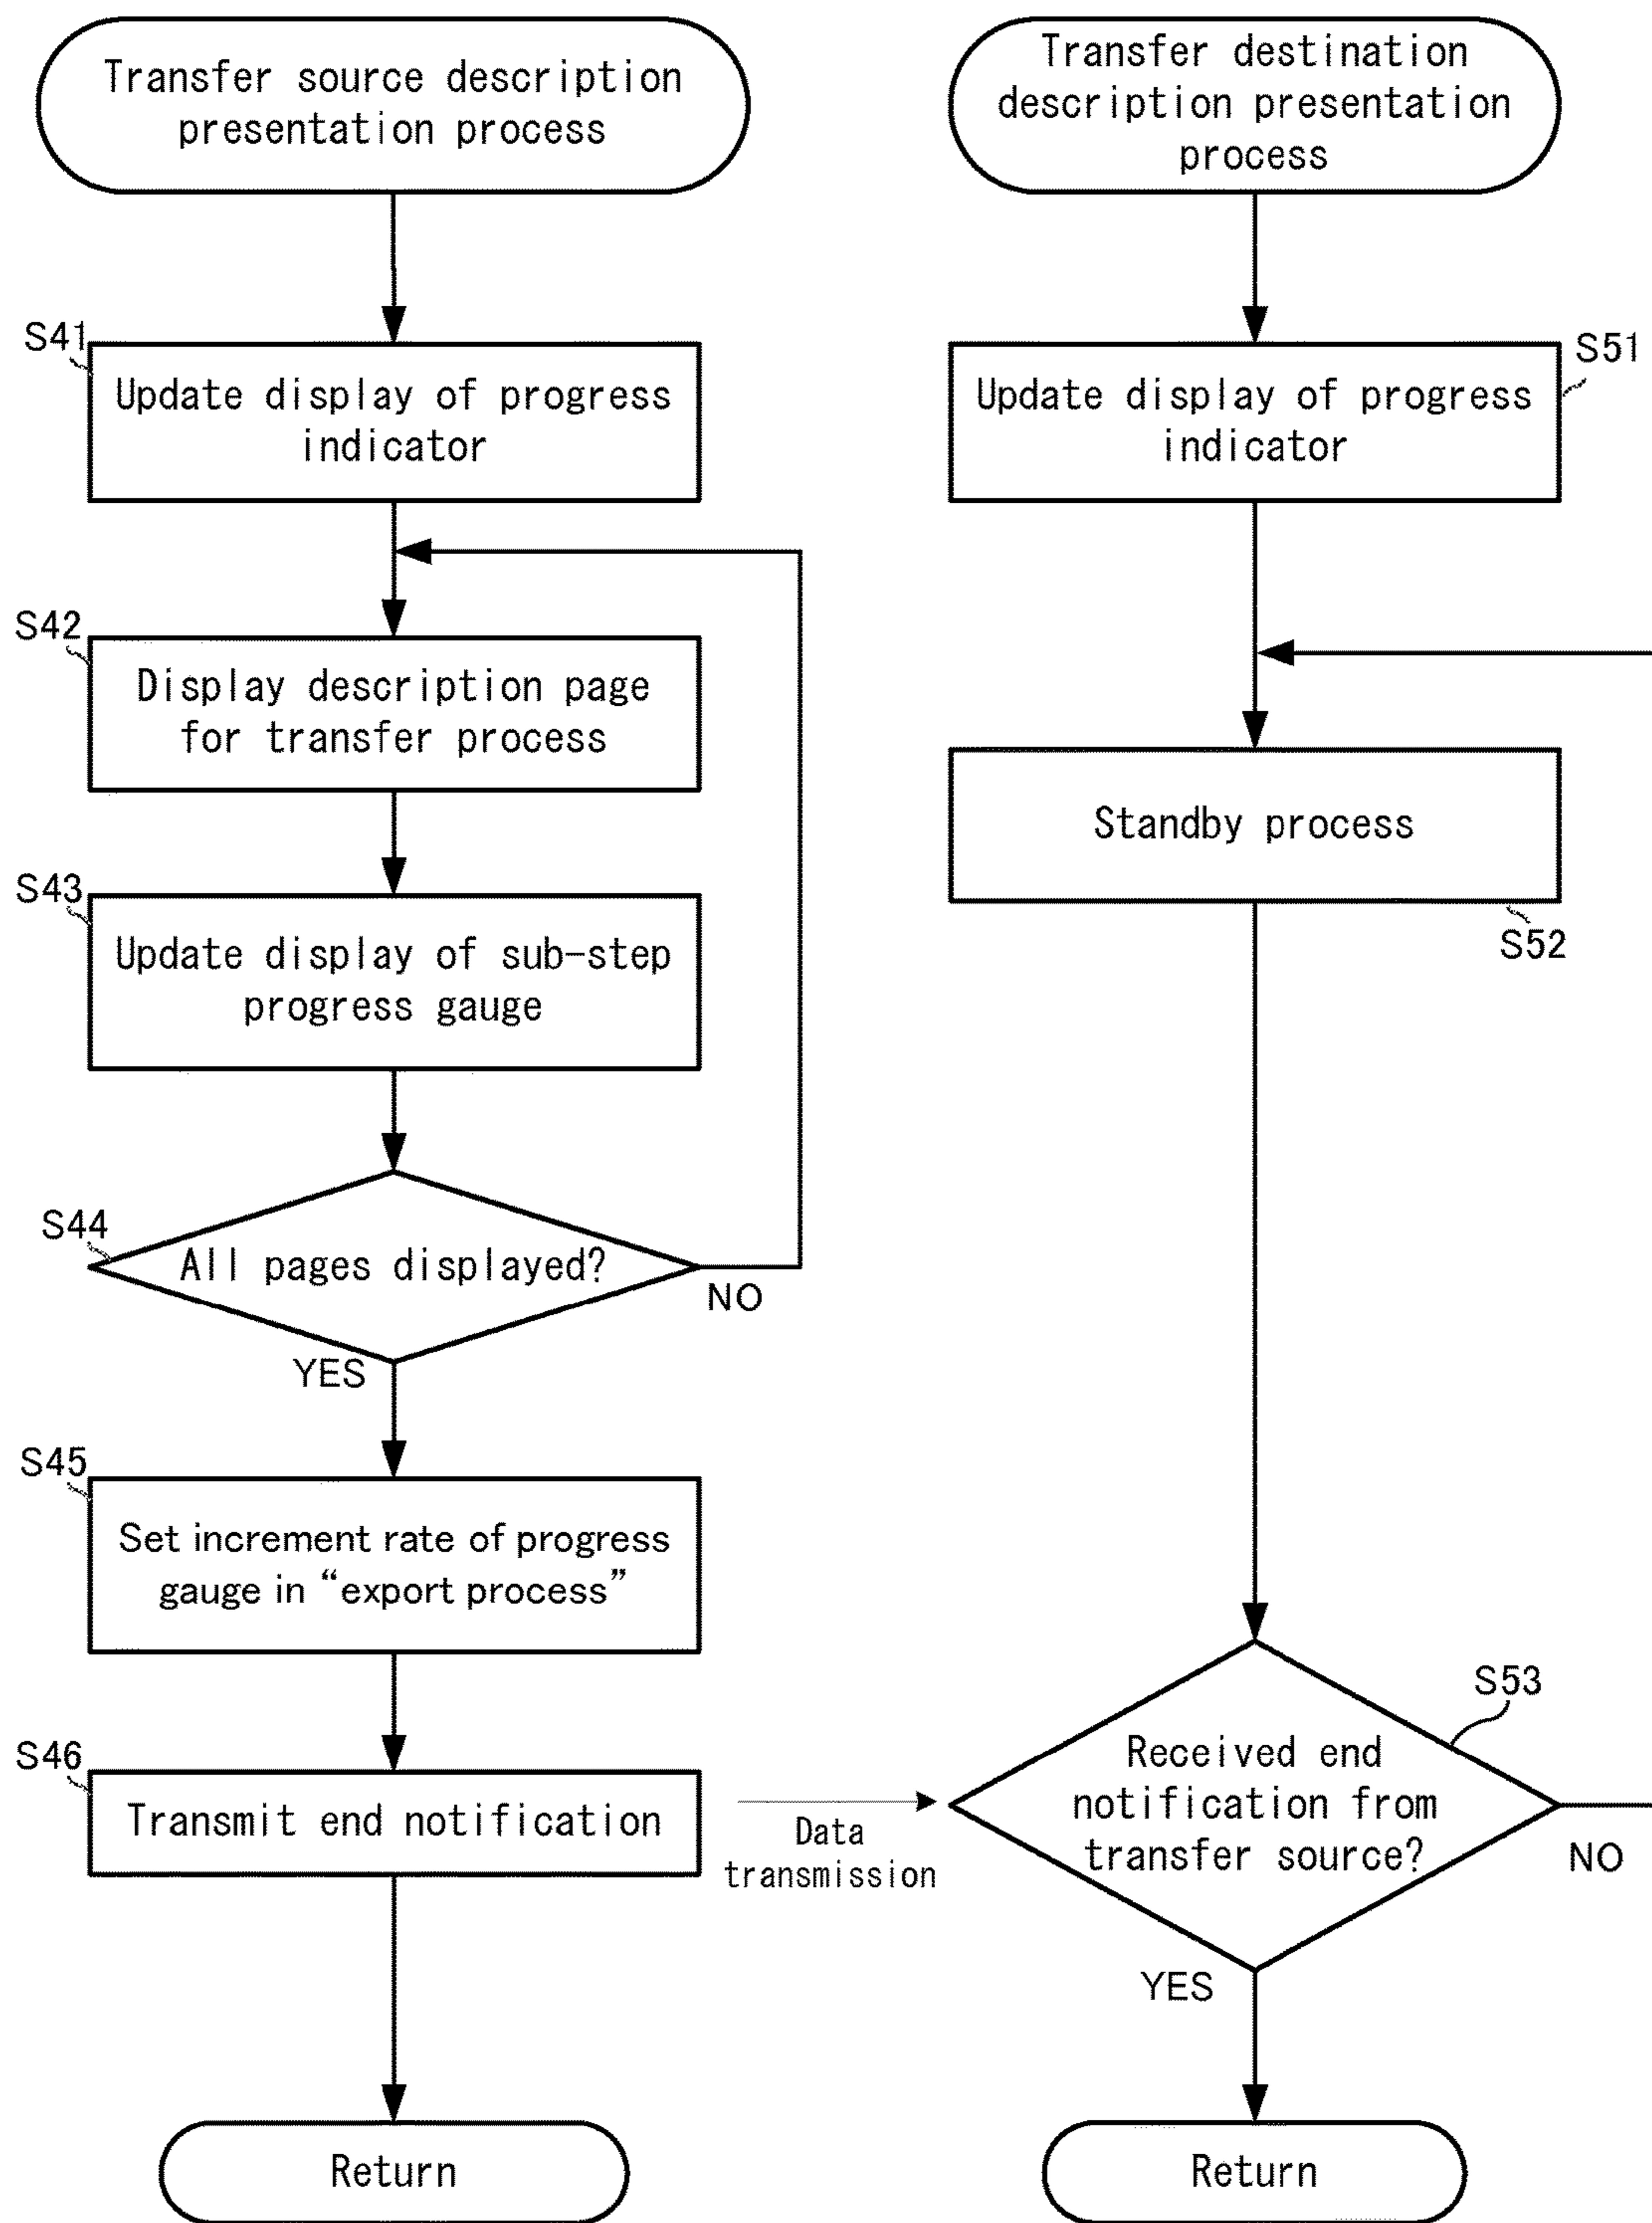 Transfer source description
presentation process
S41
Update display of progress
indicator
S42
Display description page
for transfer process
S43
Update display of sub-step
progress gauge
S44
All pages displayed?
NO
YES
S45
Set increment rate of progress
gauge in “export process”
S46
Transmit end notification
Data
transmission
Return
Transfer destination
description presentation
process
S51
Update display of progress
indicator
Standby process
S52
S53
Received end
notification from
transfer source?
NO
YES
Return